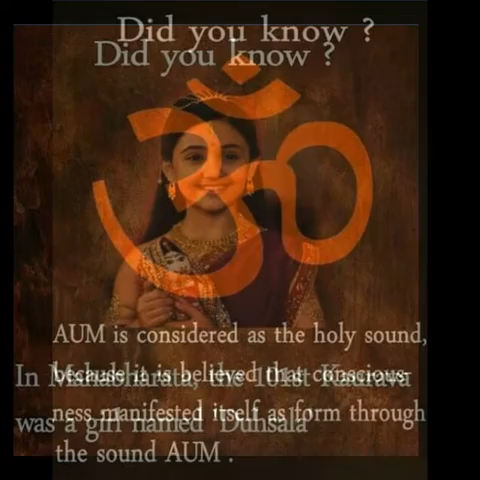 Did you know ?
Did you know ?
AUM is considered as the holy sound,
because it is believed that conscious-
In Mahabharata, the 101st Kaurava
ness manifested itself as form through
was a girl named 'Duhsala'
the sound AUM .